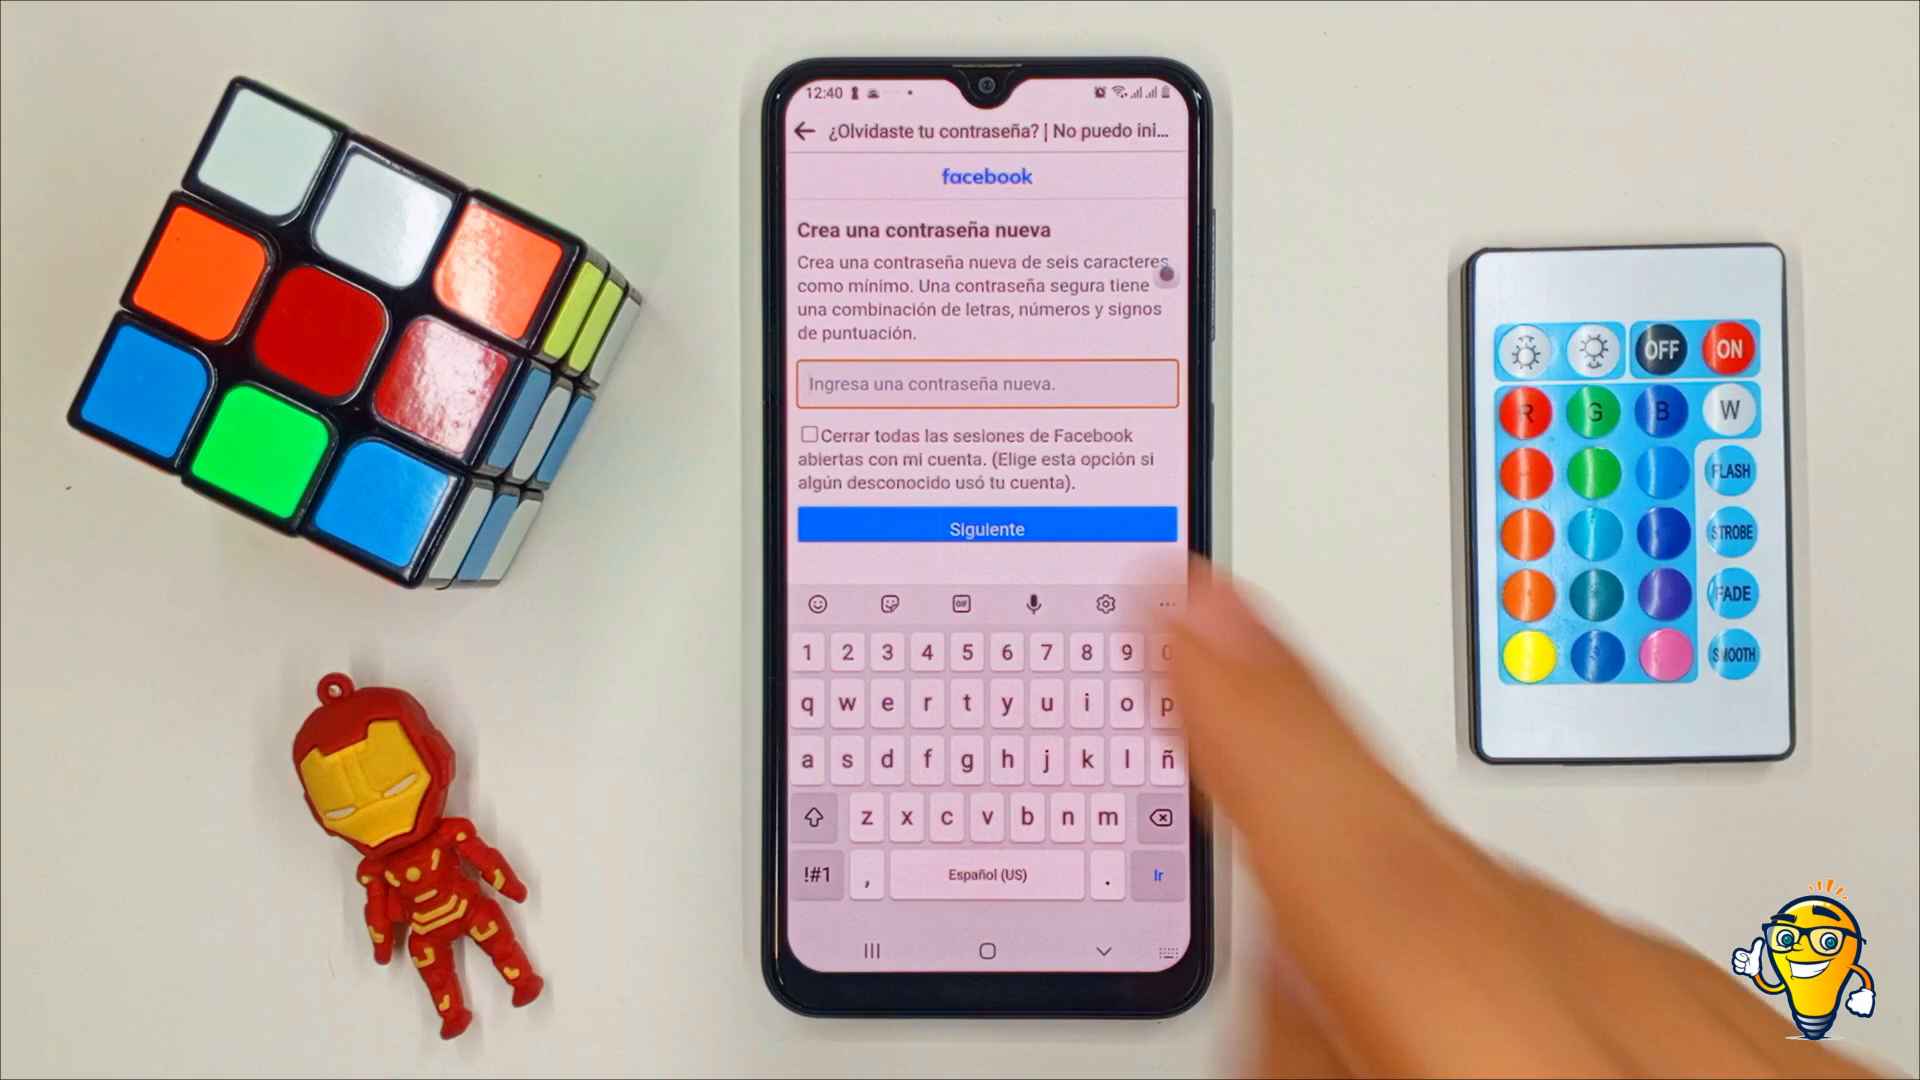 12:40
¿Olvidaste tu contraseña? | No puedo ini...
facebook
Crea una contraseña nueva
Crea una contraseña nueva de seis caracteres
como mínimo. Una contraseña segura tiene
una combinación de letras, números y signos
de puntuación.
Ingresa una contraseña nueva.
Cerrar todas las sesiones de Facebook
abiertas con mi cuenta. (Elige esta opción si
algún desconocido usó tu cuenta).
Siguiente
GIF
1 2 3 4 5 6 7 8 9 0
q w e r t y u i o p
a s d f g h j k l ñ
z x c v b n m
!#1 , Español (US) . Ir
OFF ON
R G B W
FLASH
STROBE
FADE
SMOOTH